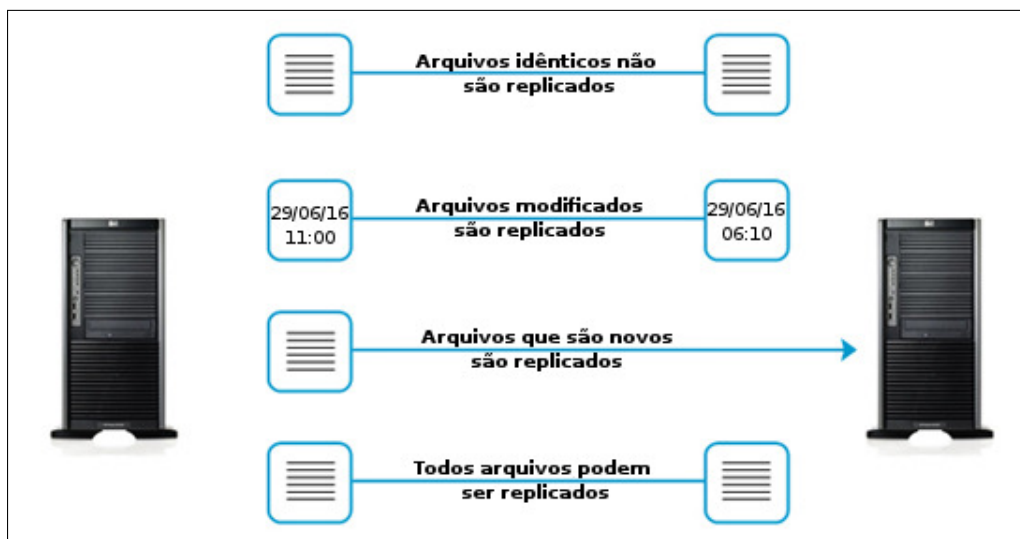 Arquivos idênticos não
são replicados
29/06/16
11:00
Arquivos modificados
são replicados
29/06/16
06:10
Arquivos que são novos
são replicados
Todos arquivos podem
ser replicados